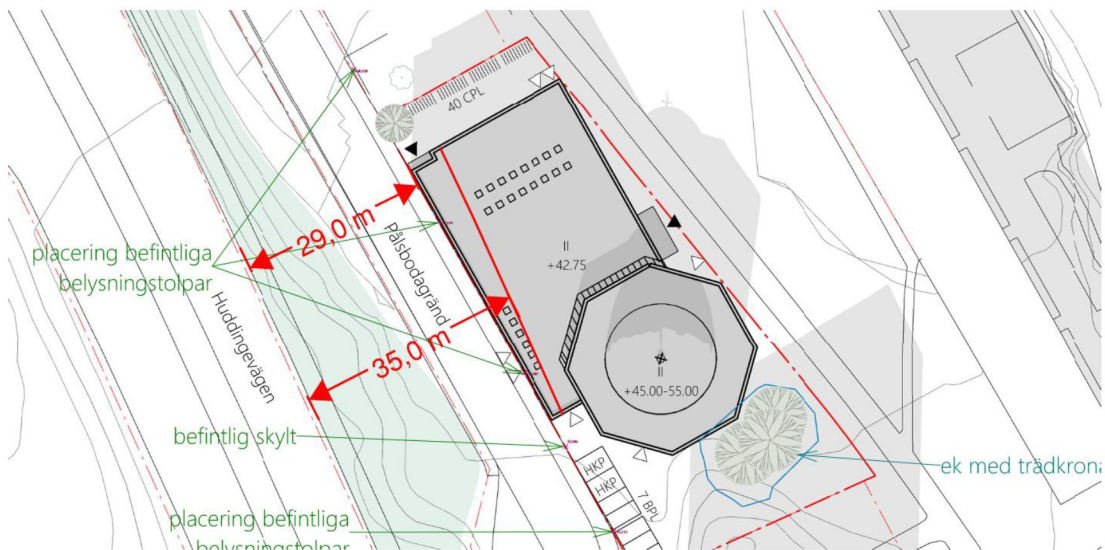 40 CPL
29,0 m
placering befintliga
belysningstolpar
Pålsbodagränd
II
+42.75
Huddingevägen
35,0 m
II
+45.00-55.00
befintlig skylt
HKP
HKP
7 BPL
ek med trädkrona
placering befintliga
belysningstolpar